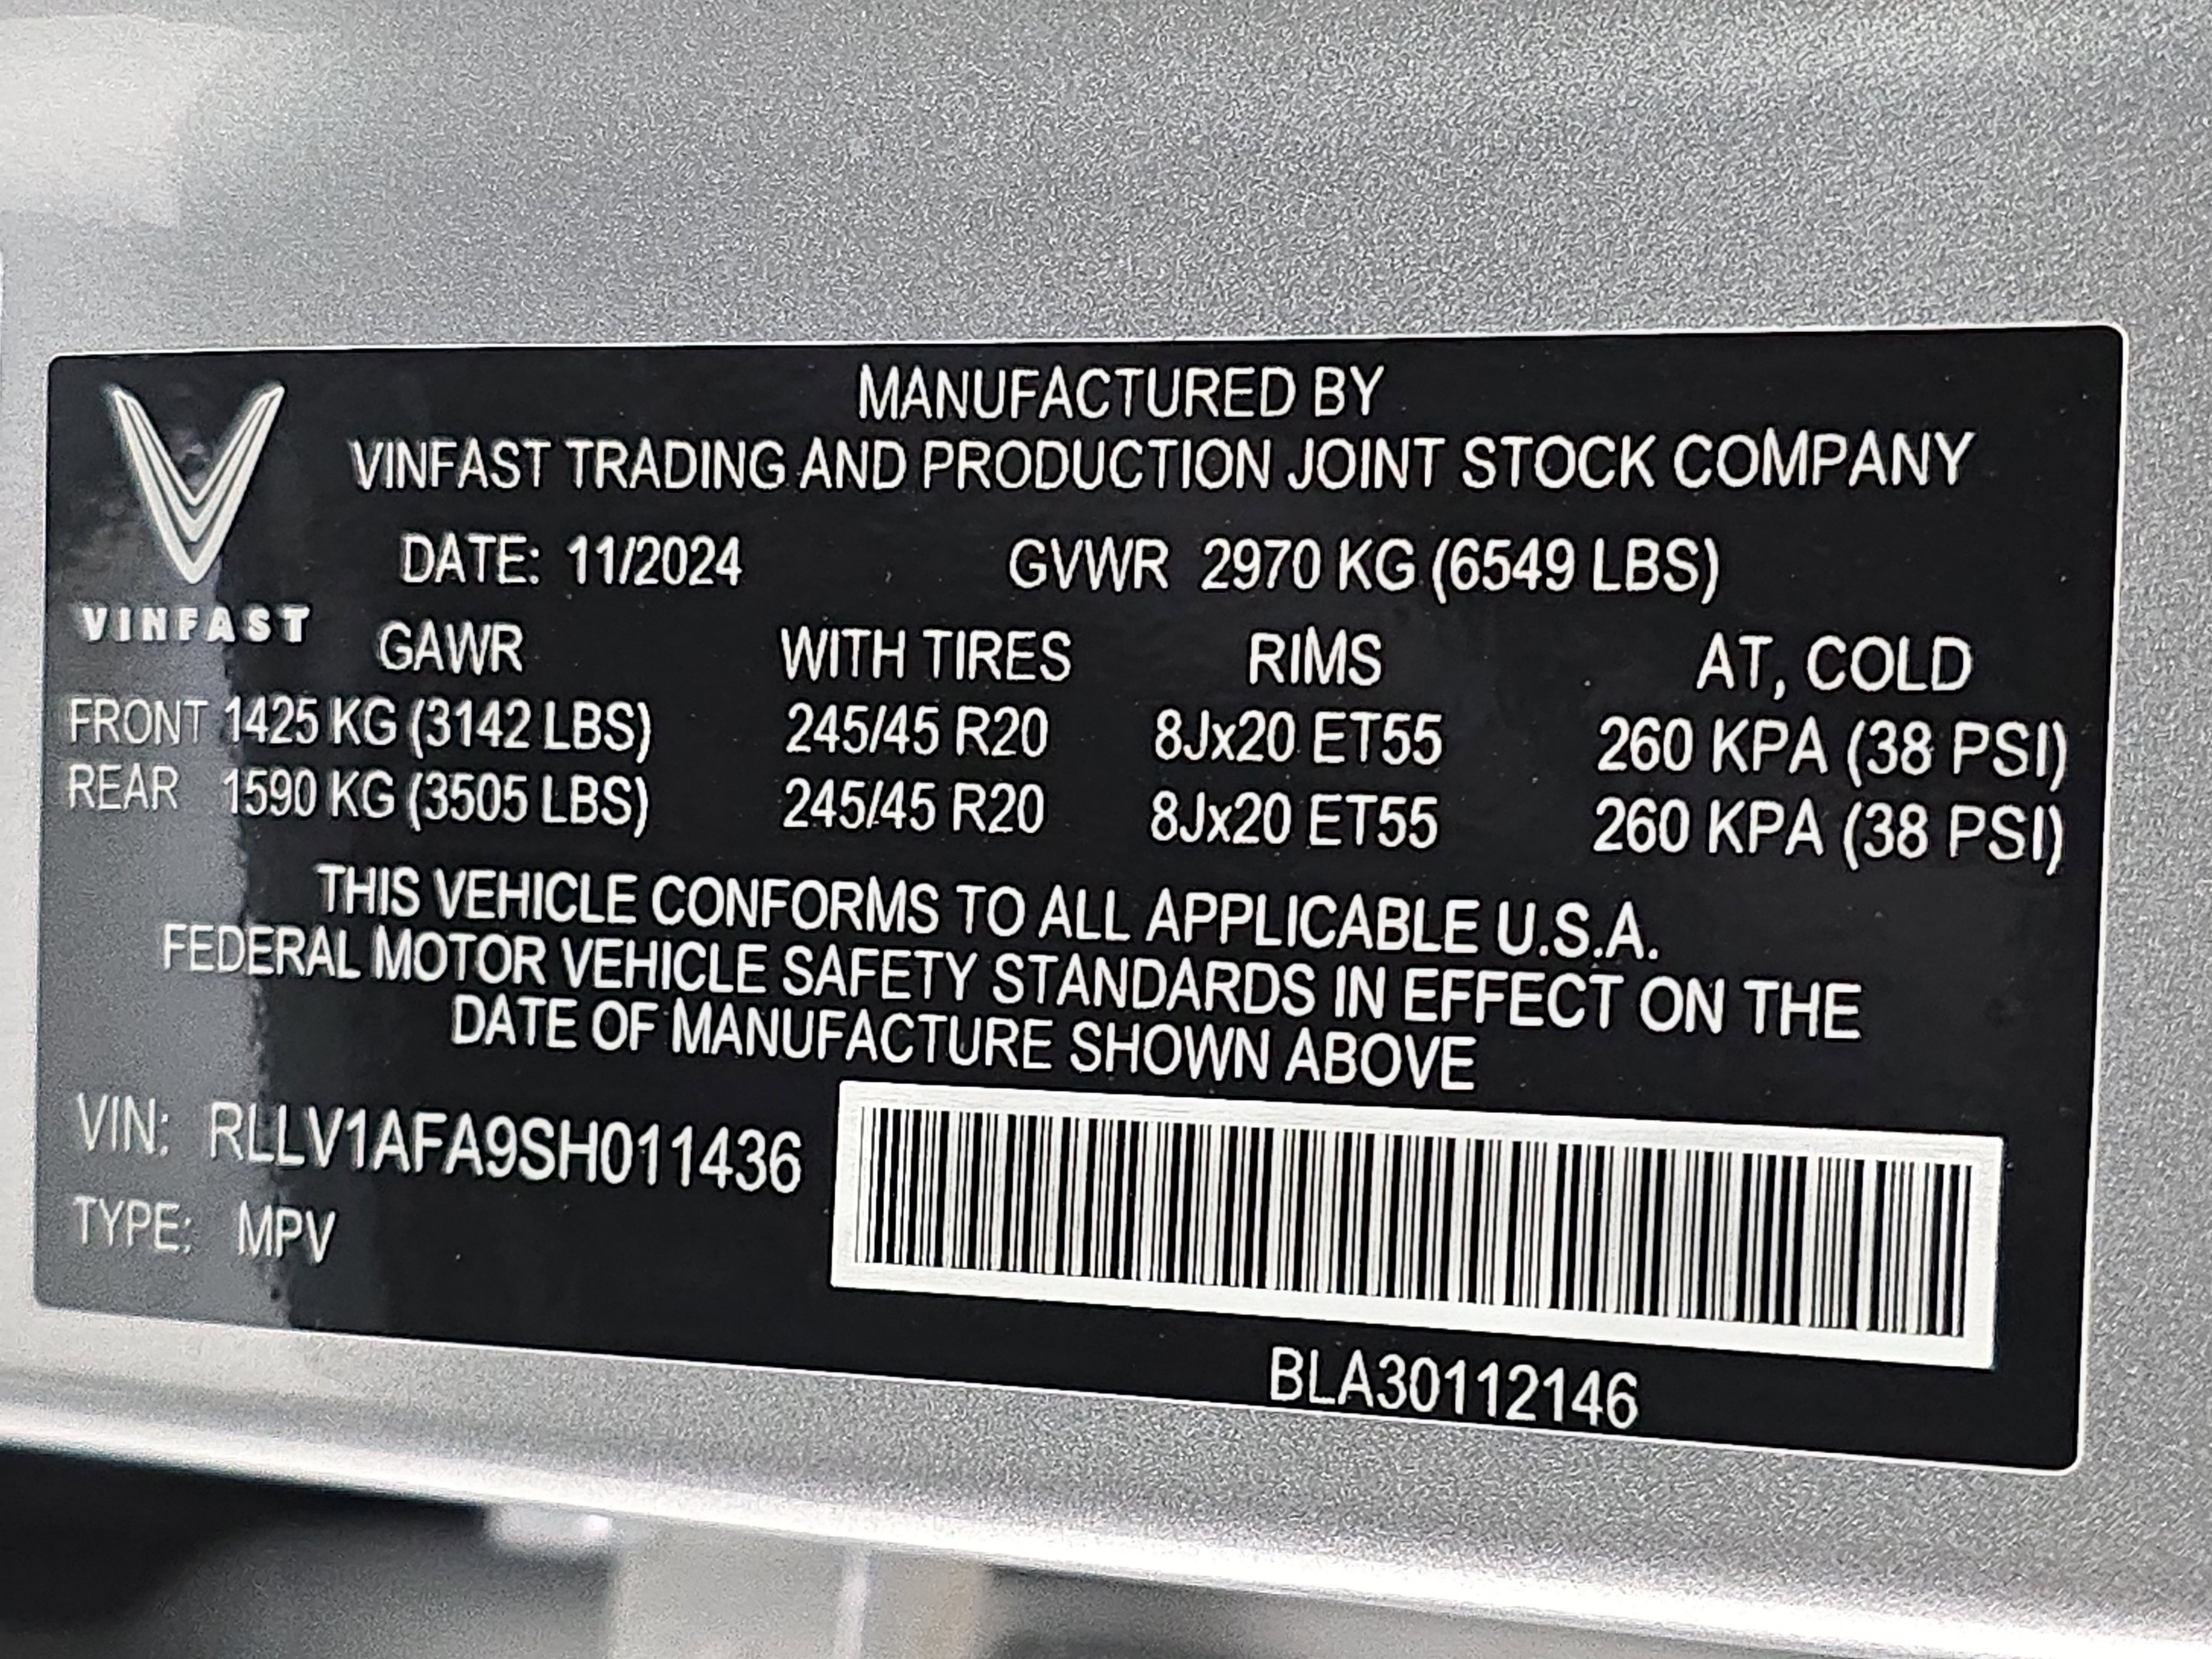 MANUFACTURED BY
VINFAST TRADING AND PRODUCTION JOINT STOCK COMPANY
DATE: 11/2024 GVWR 2970 KG (6549 LBS)
VINFAST
GAWR WITH TIRES RIMS AT, COLD
FRONT 1425 KG (3142 LBS) 245/45 R20 8Jx20 ET55 260 KPA (38 PSI)
REAR 1590 KG (3505 LBS) 245/45 R20 8Jx20 ET55 260 KPA (38 PSI)
THIS VEHICLE CONFORMS TO ALL APPLICABLE U.S.A.
FEDERAL MOTOR VEHICLE SAFETY STANDARDS IN EFFECT ON THE
DATE OF MANUFACTURE SHOWN ABOVE
VIN: RLLV1AFA9SH011436
TYPE: MPV
BLA30112146